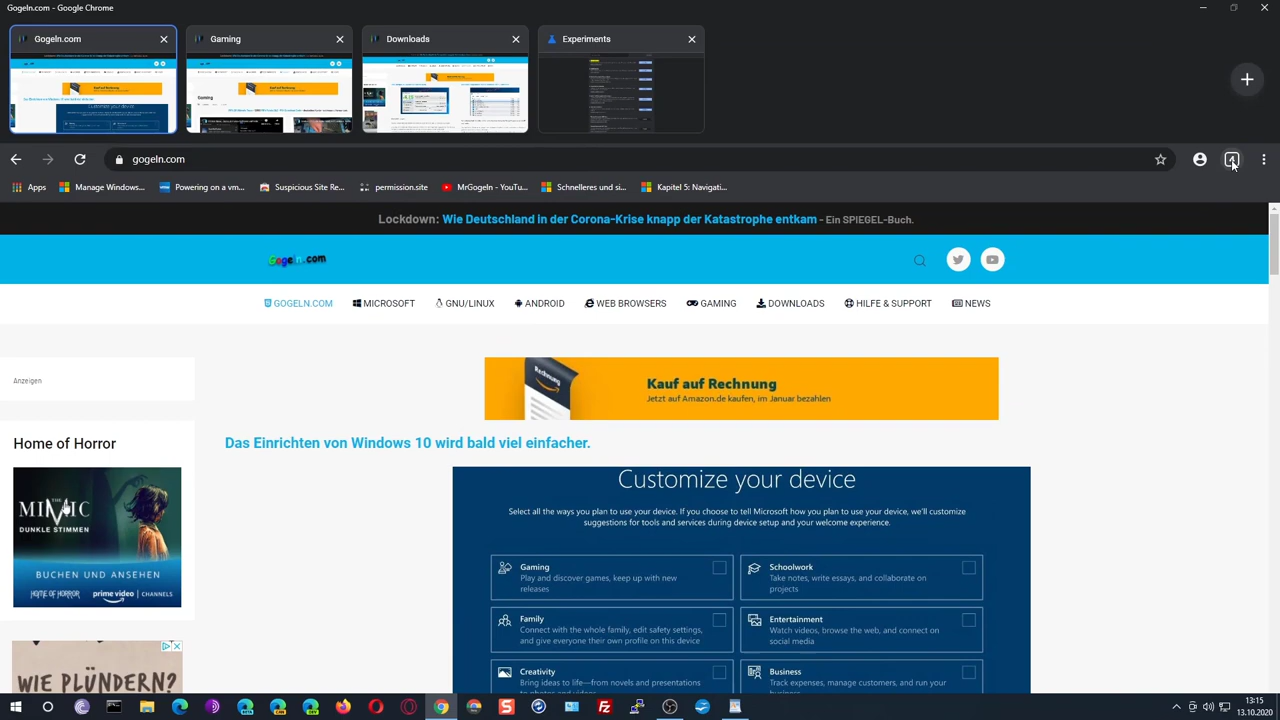 Gogeln.com - Google Chrome
Gogeln.com
Gaming
Downloads
Experiments
gogeln.com
Apps
Manage Windows...
Powering on a vm...
Suspicious Site Re...
permission.site
MrGogeln - YouTu...
Schnelleres und si...
Kapitel 5: Navigati...
Lockdown: Wie Deutschland in der Corona-Krise knapp der Katastrophe entkam - Ein SPIEGEL-Buch.
Gogeln.com
GOGELN.COM
MICROSOFT
GNU/LINUX
ANDROID
WEB BROWSERS
GAMING
DOWNLOADS
HILFE & SUPPORT
NEWS
Anzeigen
Rechnung
Kauf auf Rechnung
Jetzt auf Amazon.de kaufen, im Januar bezahlen
Home of Horror
Das Einrichten von Windows 10 wird bald viel einfacher.
THE
MIMIC
DUNKLE STIMMEN
BUCHEN UND ANSEHEN
HOME OF HORROR
prime video | CHANNELS
Customize your device
Select all the ways you plan to use your device. If you choose to tell Microsoft how you plan to use your device, we'll customize
suggestions for tools and services during device setup and your welcome experience.
Gaming
Play and discover games, keep up with new
releases
Schoolwork
Take notes, write essays, and collaborate on
projects
Family
Connect with the whole family, edit safety settings,
and give everyone their own profile on this device
Entertainment
Watch videos, browse the web, and connect on
social media
Creativity
Bring ideas to life—from novels and presentations
to photos and videos
Business
Track expenses, manage customers, and run your
business
13:15
13.10.2020